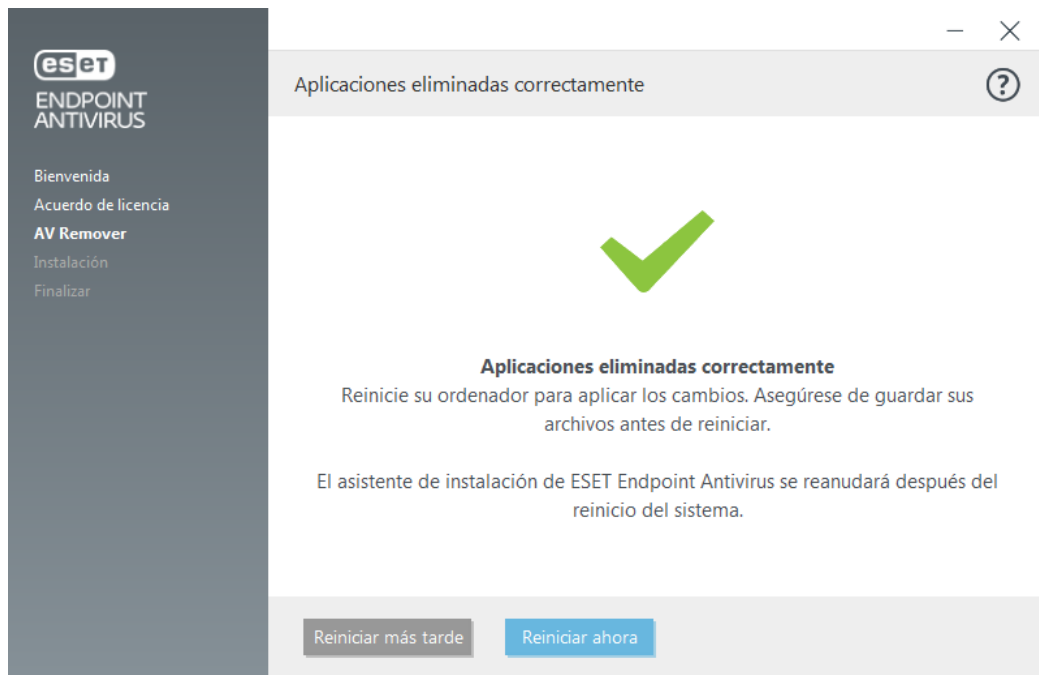 eset
ENDPOINT
ANTIVIRUS
Bienvenida
Acuerdo de licencia
AV Remover
Instalación
Finalizar
Aplicaciones eliminadas correctamente
?
Aplicaciones eliminadas correctamente
Reinicie su ordenador para aplicar los cambios. Asegúrese de guardar sus
archivos antes de reiniciar.
El asistente de instalación de ESET Endpoint Antivirus se reanudará después del
reinicio del sistema.
Reiniciar más tarde
Reiniciar ahora